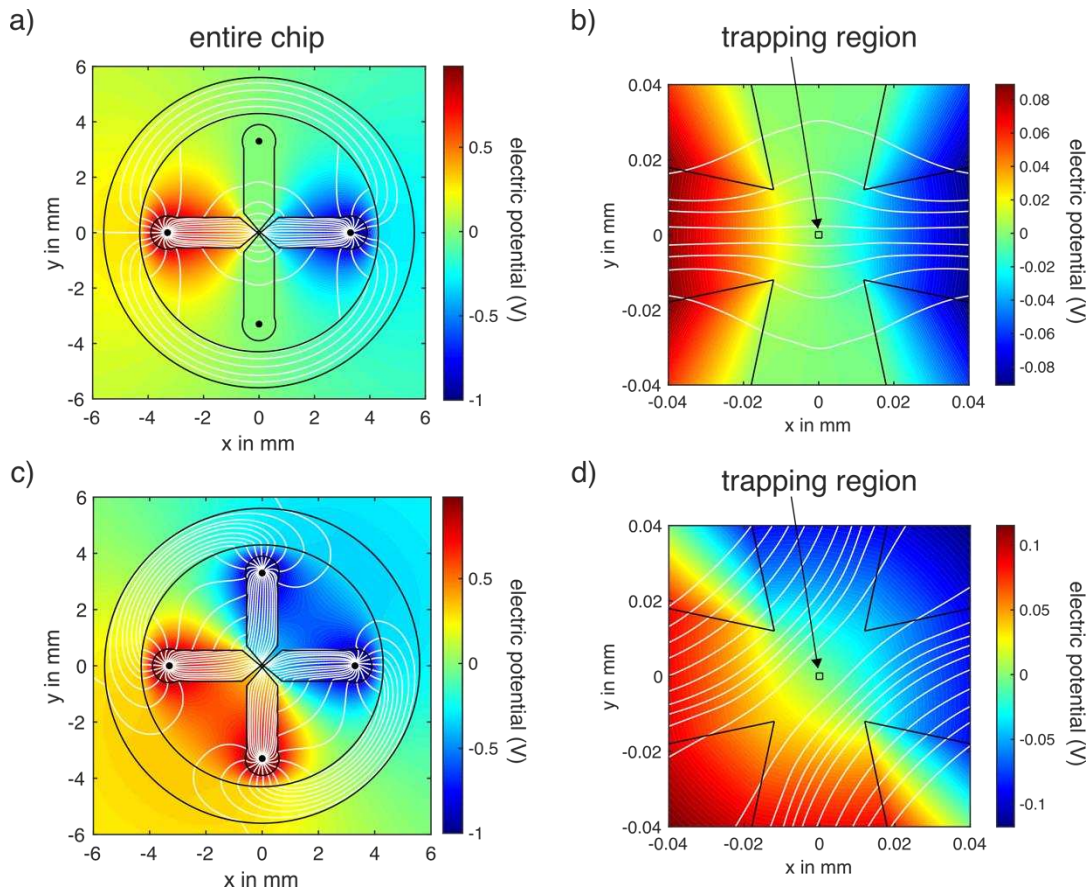 a)
entire chip
6
4
2
0
-2
-4
-6
-6 -4 -2 0 2 4 6
x in mm
y in mm
0.5
0
-0.5
-1
electric potential (V)
b)
trapping region
0.04
0.02
0
-0.02
-0.04
-0.04 -0.02 0 0.02 0.04
x in mm
y in mm
0.08
0.06
0.04
0.02
0
-0.02
-0.04
-0.06
-0.08
electric potential (V)
c)
6
4
2
0
-2
-4
-6
-6 -4 -2 0 2 4 6
x in mm
y in mm
0.5
0
-0.5
-1
electric potential (V)
d)
trapping region
0.04
0.02
0
-0.02
-0.04
-0.04 -0.02 0 0.02 0.04
x in mm
y in mm
0.1
0.05
0
-0.05
-0.1
electric potential (V)